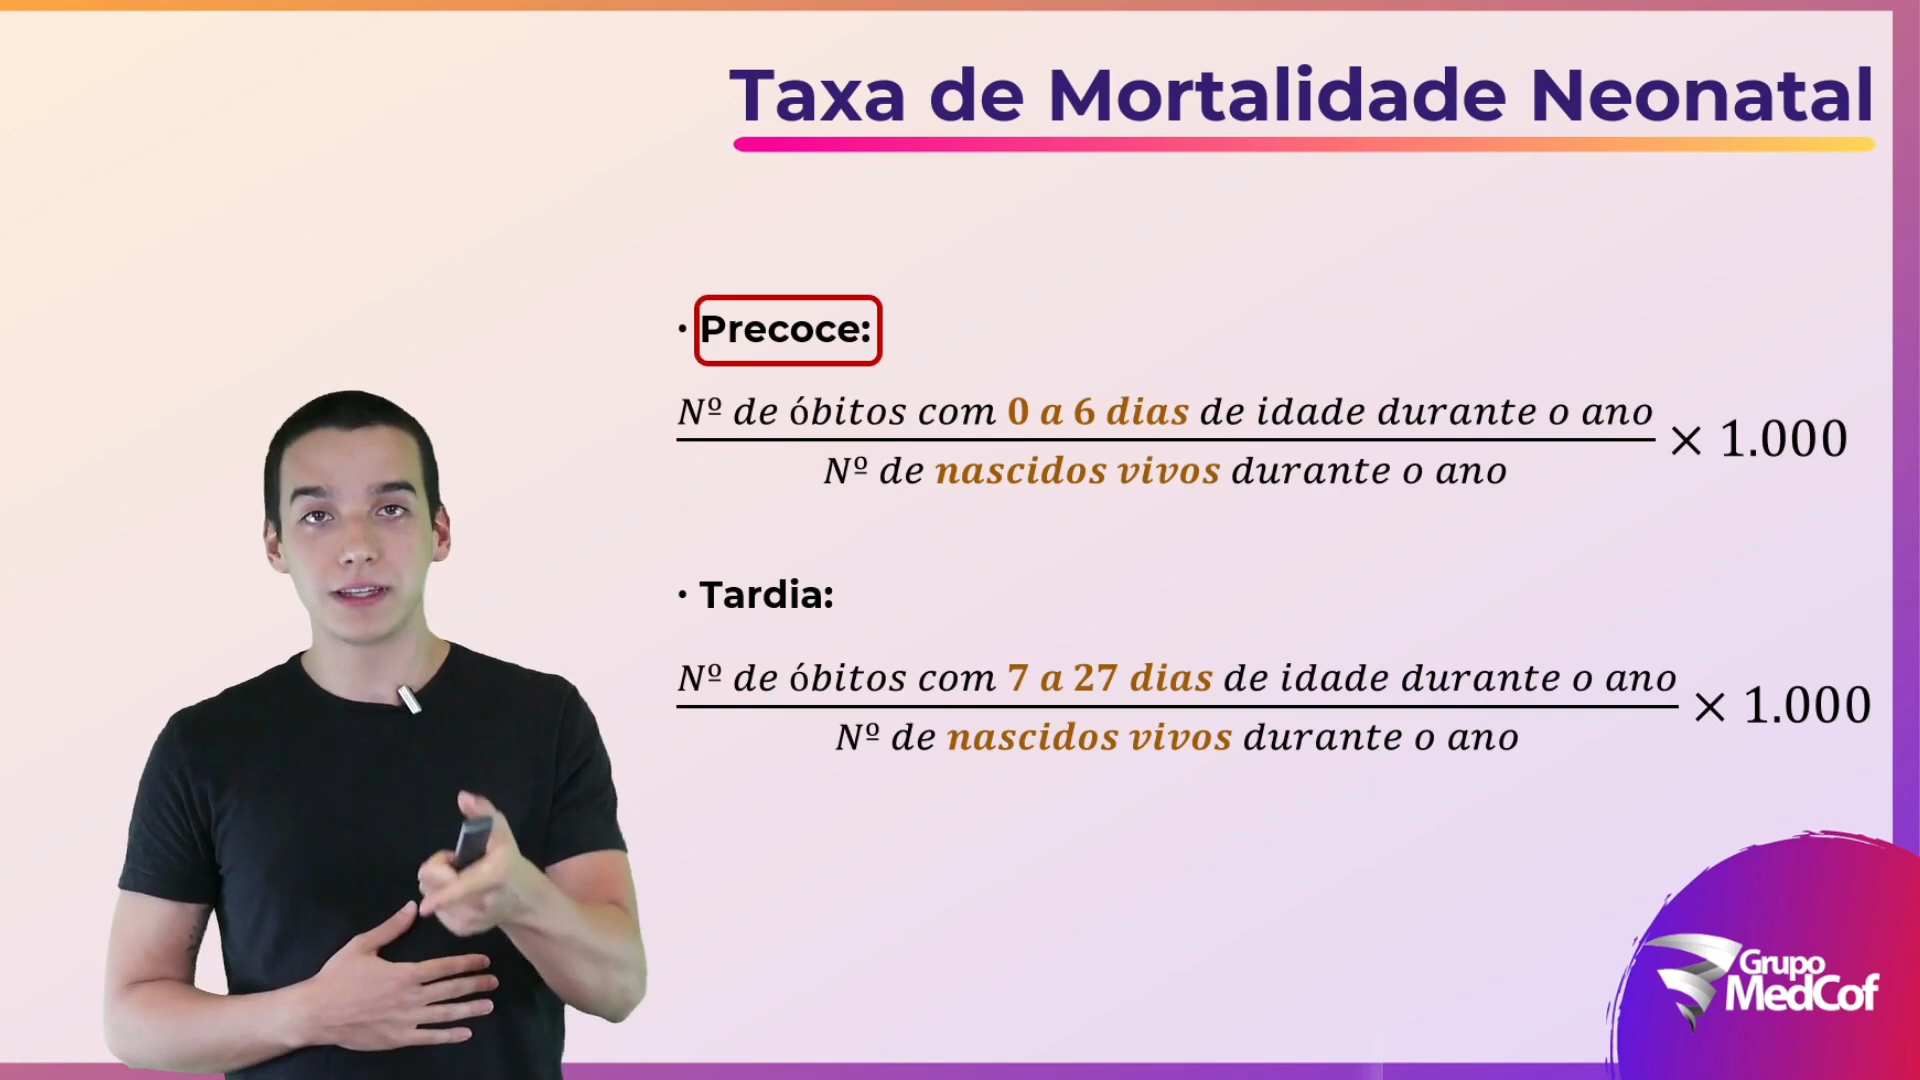 Taxa de Mortalidade Neonatal
· Precoce:
Nº de óbitos com 0 a 6 dias de idade durante o ano
× 1.000
Nº de nascidos vivos durante o ano
· Tardia:
Nº de óbitos com 7 a 27 dias de idade durante o ano
× 1.000
Nº de nascidos vivos durante o ano
Grupo
MedCof